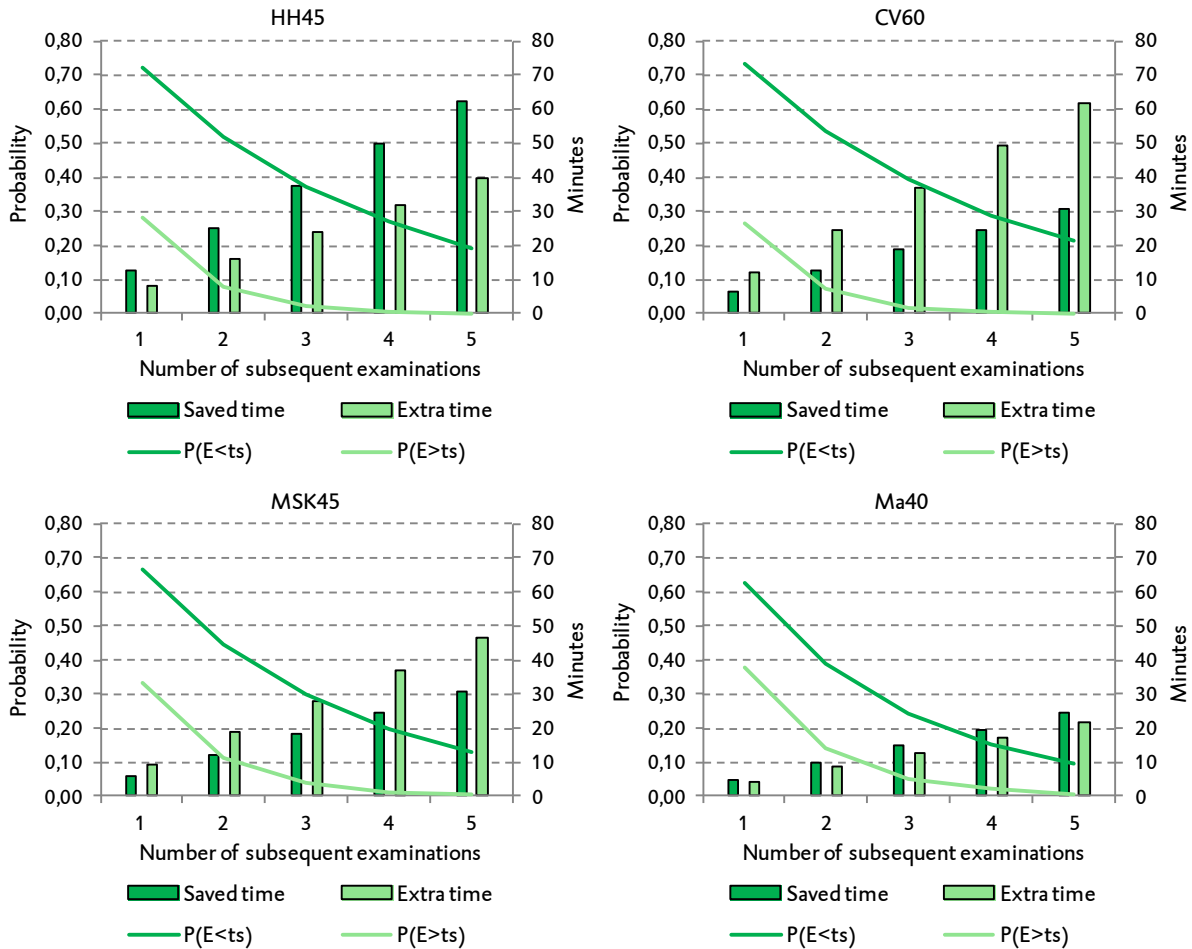 HH45
0,80
0,70
0,60
0,50
0,40
0,30
0,20
0,10
0,00
Probability
80
70
60
50
40
30
20
10
0
Minutes
1 2 3 4 5
Number of subsequent examinations
Saved time Extra time
P(E<ts) P(E>ts)
CV60
0,80
0,70
0,60
0,50
0,40
0,30
0,20
0,10
0,00
Probability
80
70
60
50
40
30
20
10
0
Minutes
1 2 3 4 5
Number of subsequent examinations
Saved time Extra time
P(E<ts) P(E>ts)
MSK45
0,80
0,70
0,60
0,50
0,40
0,30
0,20
0,10
0,00
Probability
80
70
60
50
40
30
20
10
0
Minutes
1 2 3 4 5
Number of subsequent examinations
Saved time Extra time
P(E<ts) P(E>ts)
Ma40
0,80
0,70
0,60
0,50
0,40
0,30
0,20
0,10
0,00
Probability
80
70
60
50
40
30
20
10
0
Minutes
1 2 3 4 5
Number of subsequent examinations
Saved time Extra time
P(E<ts) P(E>ts)